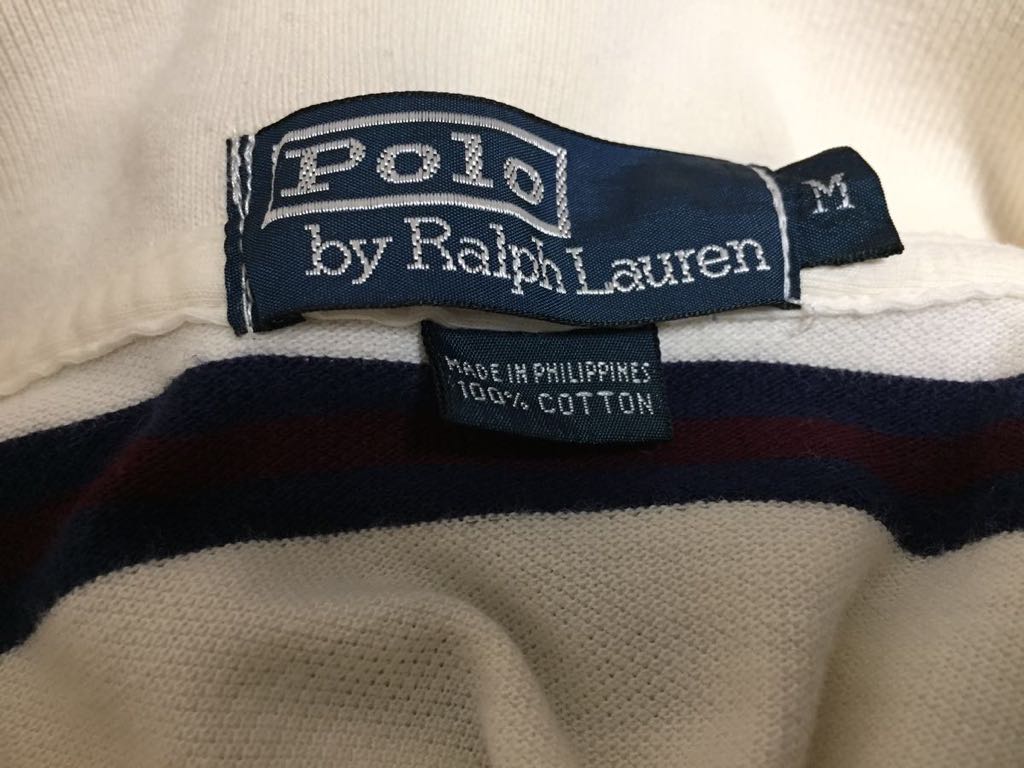 Polo
by Ralph Lauren
M
MADE IN PHILIPPINES
100% COTTON